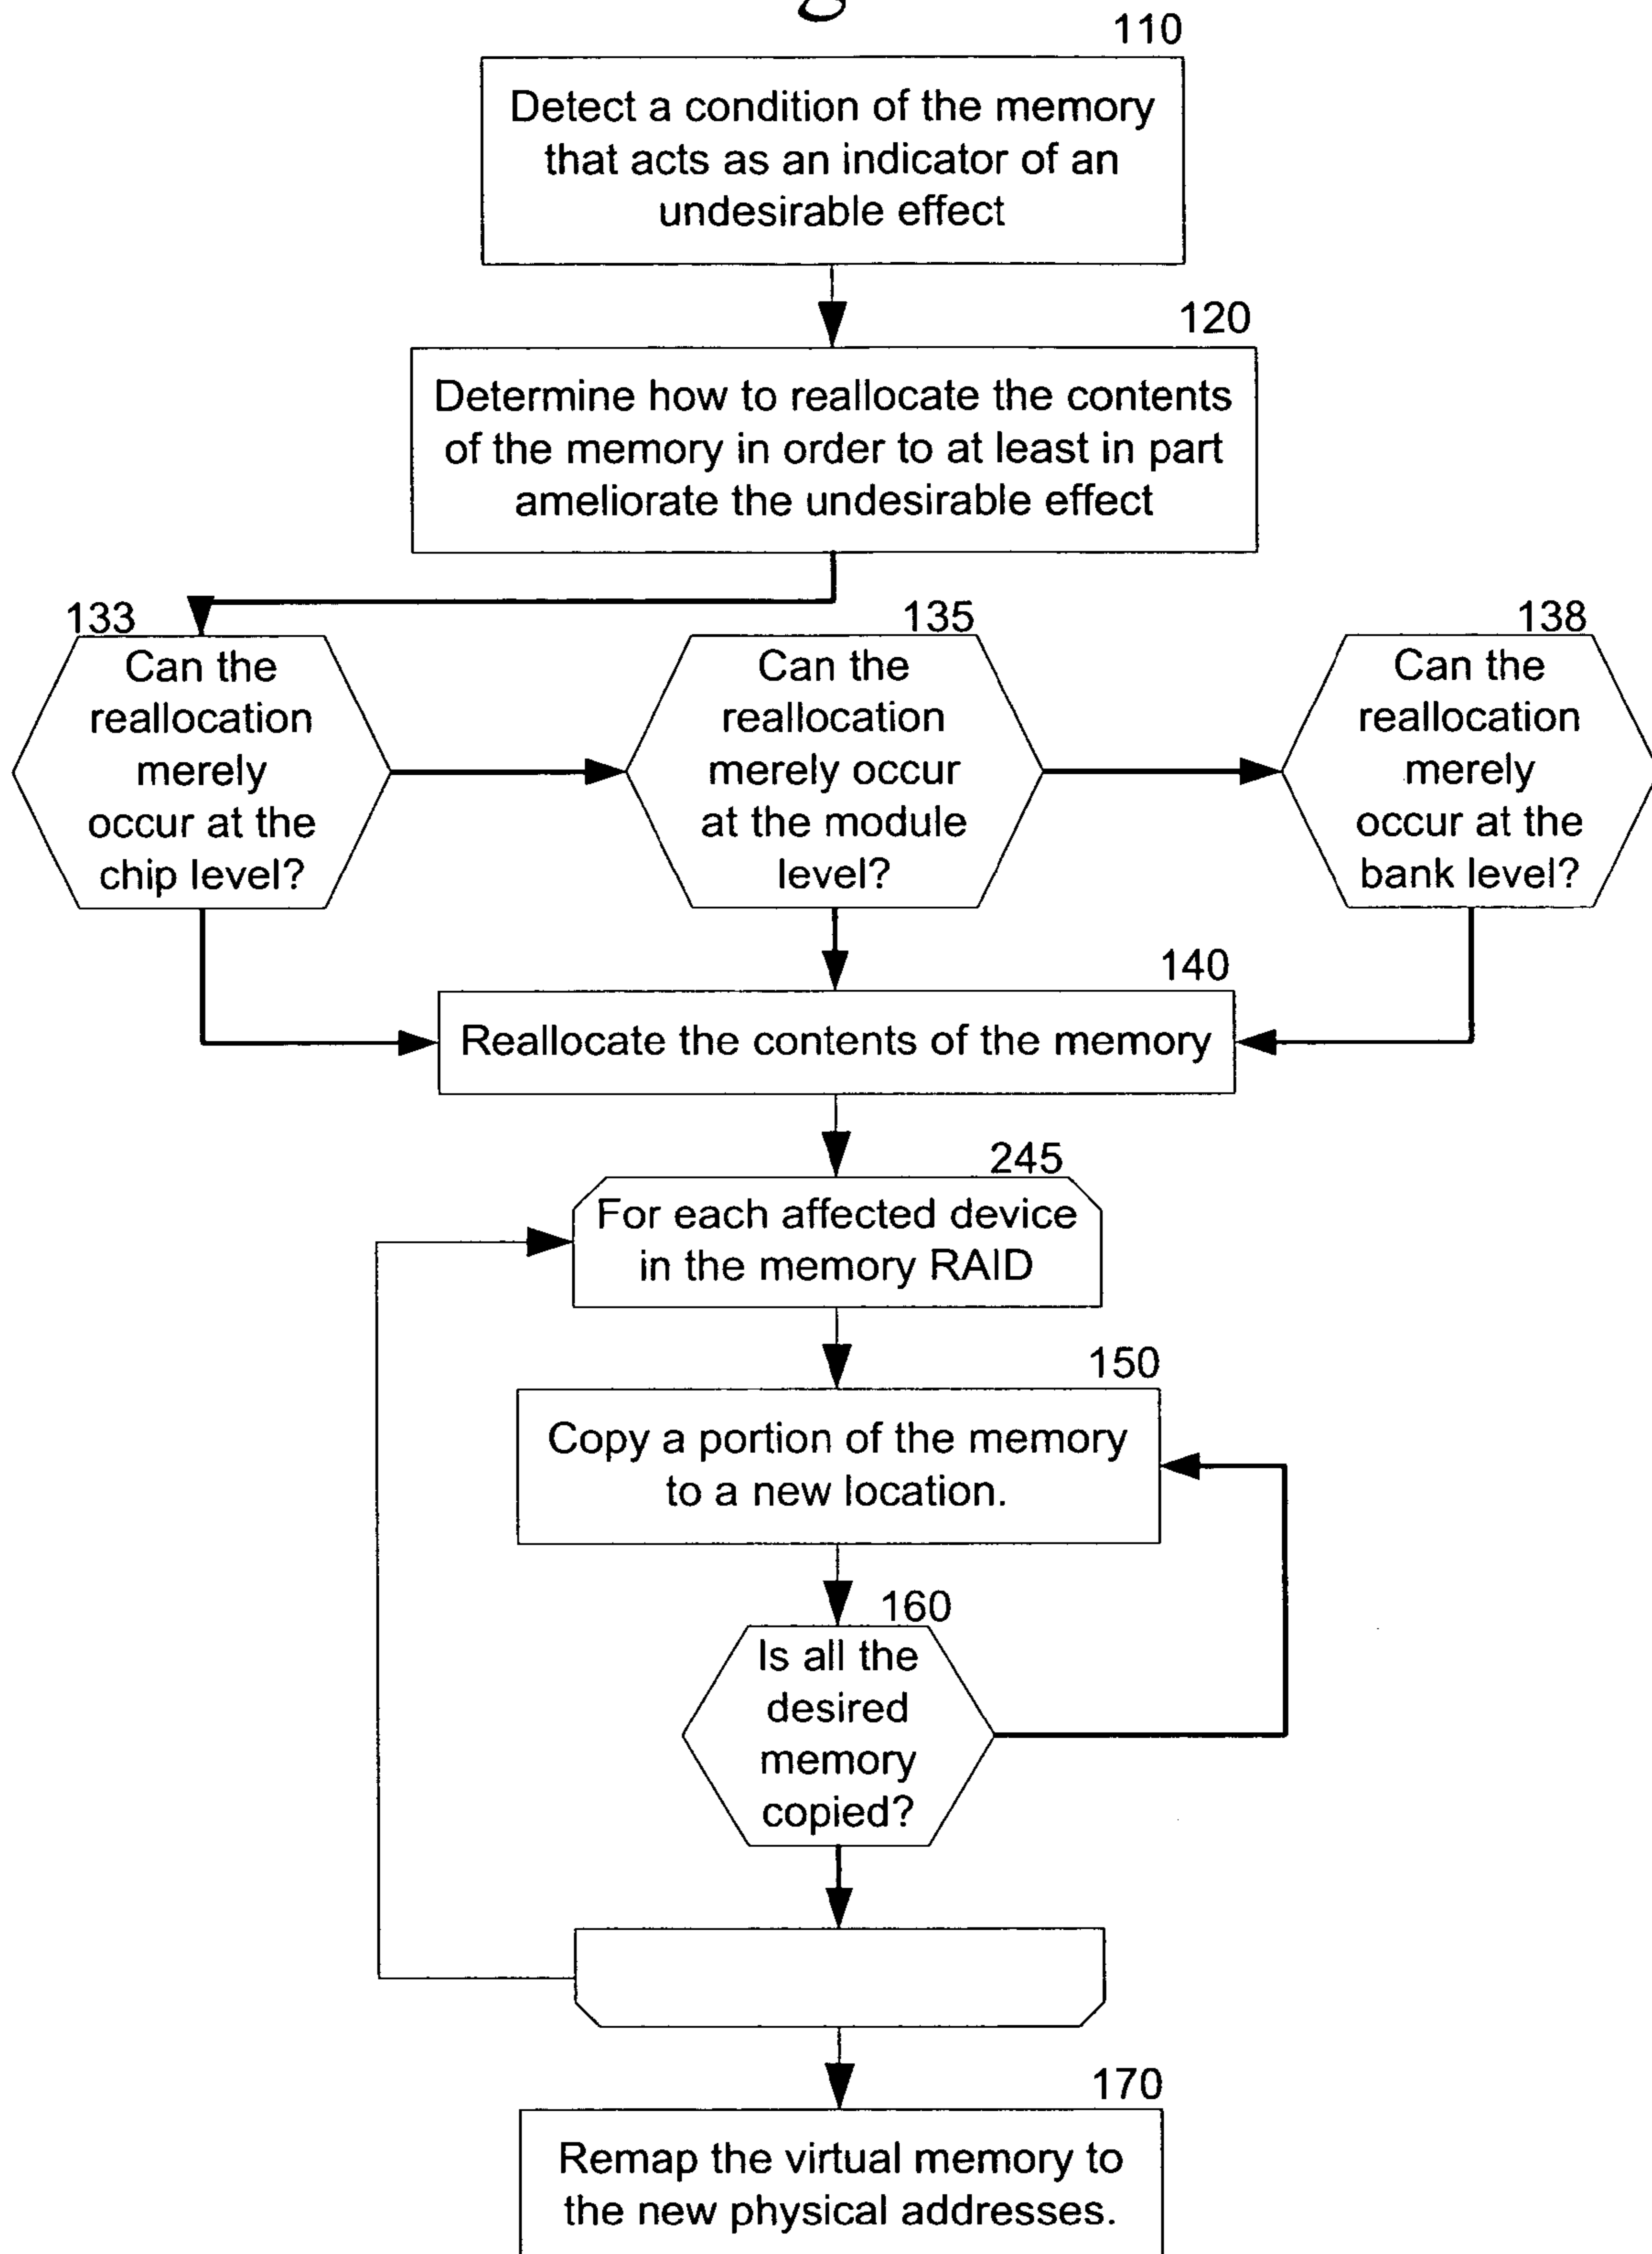 110
Detect a condition of the memory
that acts as an indicator of an
undesirable effect
120
Determine how to reallocate the contents
of the memory in order to at least in part
ameliorate the undesirable effect
133
Can the
reallocation
merely
occur at the
chip level?
135
Can the
reallocation
merely occur
at the module
level?
138
Can the
reallocation
merely
occur at the
bank level?
140
Reallocate the contents of the memory
245
For each affected device
in the memory RAID
150
Copy a portion of the memory
to a new location.
160
Is all the
desired
memory
copied?
170
Remap the virtual memory to
the new physical addresses.